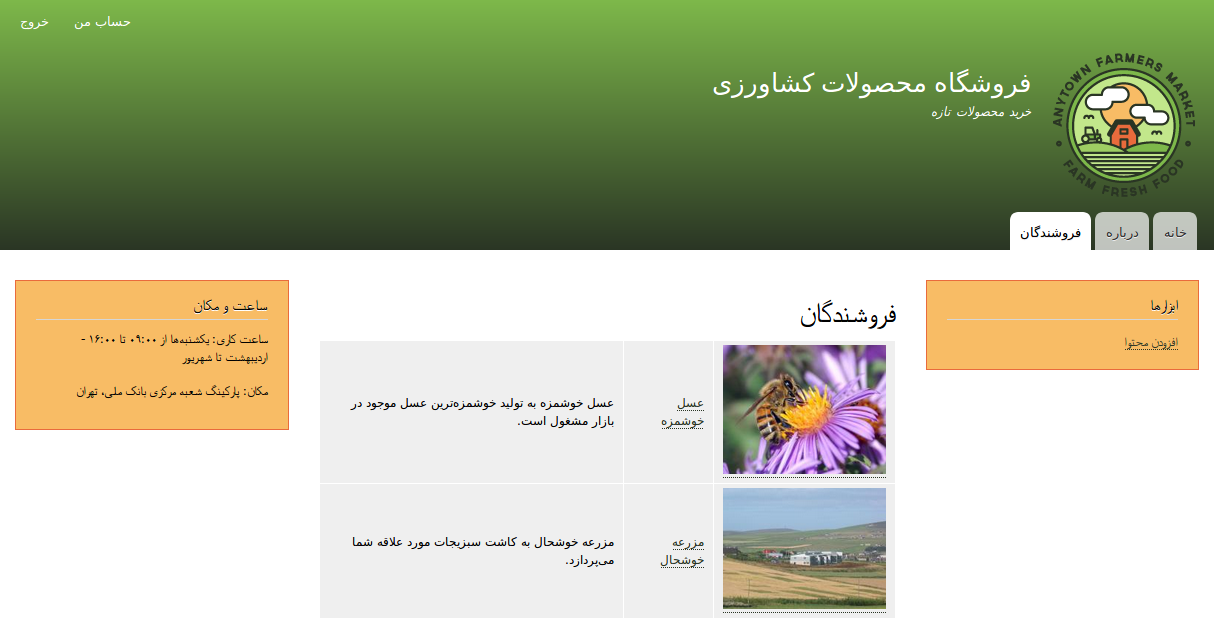 حساب من
خروج
ANYTOWN FARMERS MARKET
FARM FRESH FOOD
فروشگاه محصولات کشاورزی
خرید محصولات تازه
خانه
درباره
فروشندگان
ابزارها
افزودن محتوا
فروشندگان
عسل
خوشمزه
عسل خوشمزه به تولید خوشمزه‌ترین عسل موجود در
بازار مشغول است.
مزرعه
خوشحال
مزرعه خوشحال به کاشت سبزیجات مورد علاقه شما
می‌پردازد.
ساعت و مکان
ساعت کاری: یکشنبه‌ها از ۰۹:۰۰ تا ۱۶:۰۰ -
اردیبهشت تا شهریور
مکان: پارکینگ شعبه مرکزی بانک ملی، تهران